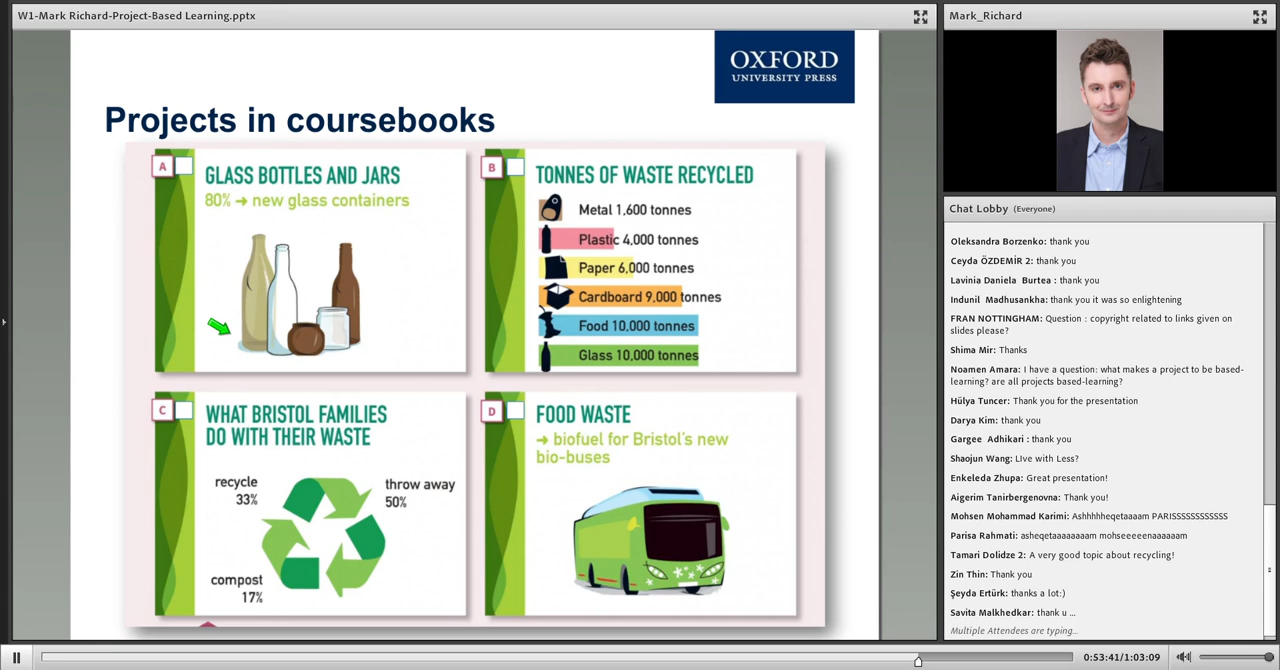 W1-Mark Richard-Project-Based Learning.pptx
OXFORD
UNIVERSITY PRESS
Projects in coursebooks
A
GLASS BOTTLES AND JARS
80% → new glass containers
B
TONNES OF WASTE RECYCLED
Metal 1,600 tonnes
Plastic 4,000 tonnes
Paper 6,000 tonnes
Cardboard 9,000 tonnes
Food 10,000 tonnes
Glass 10,000 tonnes
C
WHAT BRISTOL FAMILIES
DO WITH THEIR WASTE
recycle
33%
throw away
50%
compost
17%
D
FOOD WASTE
→ biofuel for Bristol's new
bio-buses
Mark_Richard
Chat Lobby (Everyone)
Oleksandra Borzenko: thank you
Ceyda ÖZDEMİR 2: thank you
Lavinia Daniela Burtea : thank you
Indunil Madhusankha: thank you it was so enlightening
FRAN NOTTINGHAM: Question : copyright related to links given on
slides please?
Shima Mir: Thanks
Noamen Amara: I have a question: what makes a project to be based-
learning? are all projects based-learning?
Hülya Tuncer: Thank you for the presentation
Darya Kim: thank you
Gargee Adhikari : thank you
Shaojun Wang: LIve with Less?
Enkeleda Zhupa: Great presentation!
Aigerim Tanirbergenovna: Thank you!
Mohsen Mohammad Karimi: Ashhhhheqetaaaam PARISSSSSSSSSSSS
Parisa Rahmati: asheqetaaaaaaaam mohseeeeenaaaaaam
Tamari Dolidze 2: A very good topic about recycling!
Zin Thin: Thank you
Şeyda Ertürk: thanks a lot:)
Savita Malkhedkar: thank u ...
Multiple Attendees are typing...
0:53:41/1:03:09